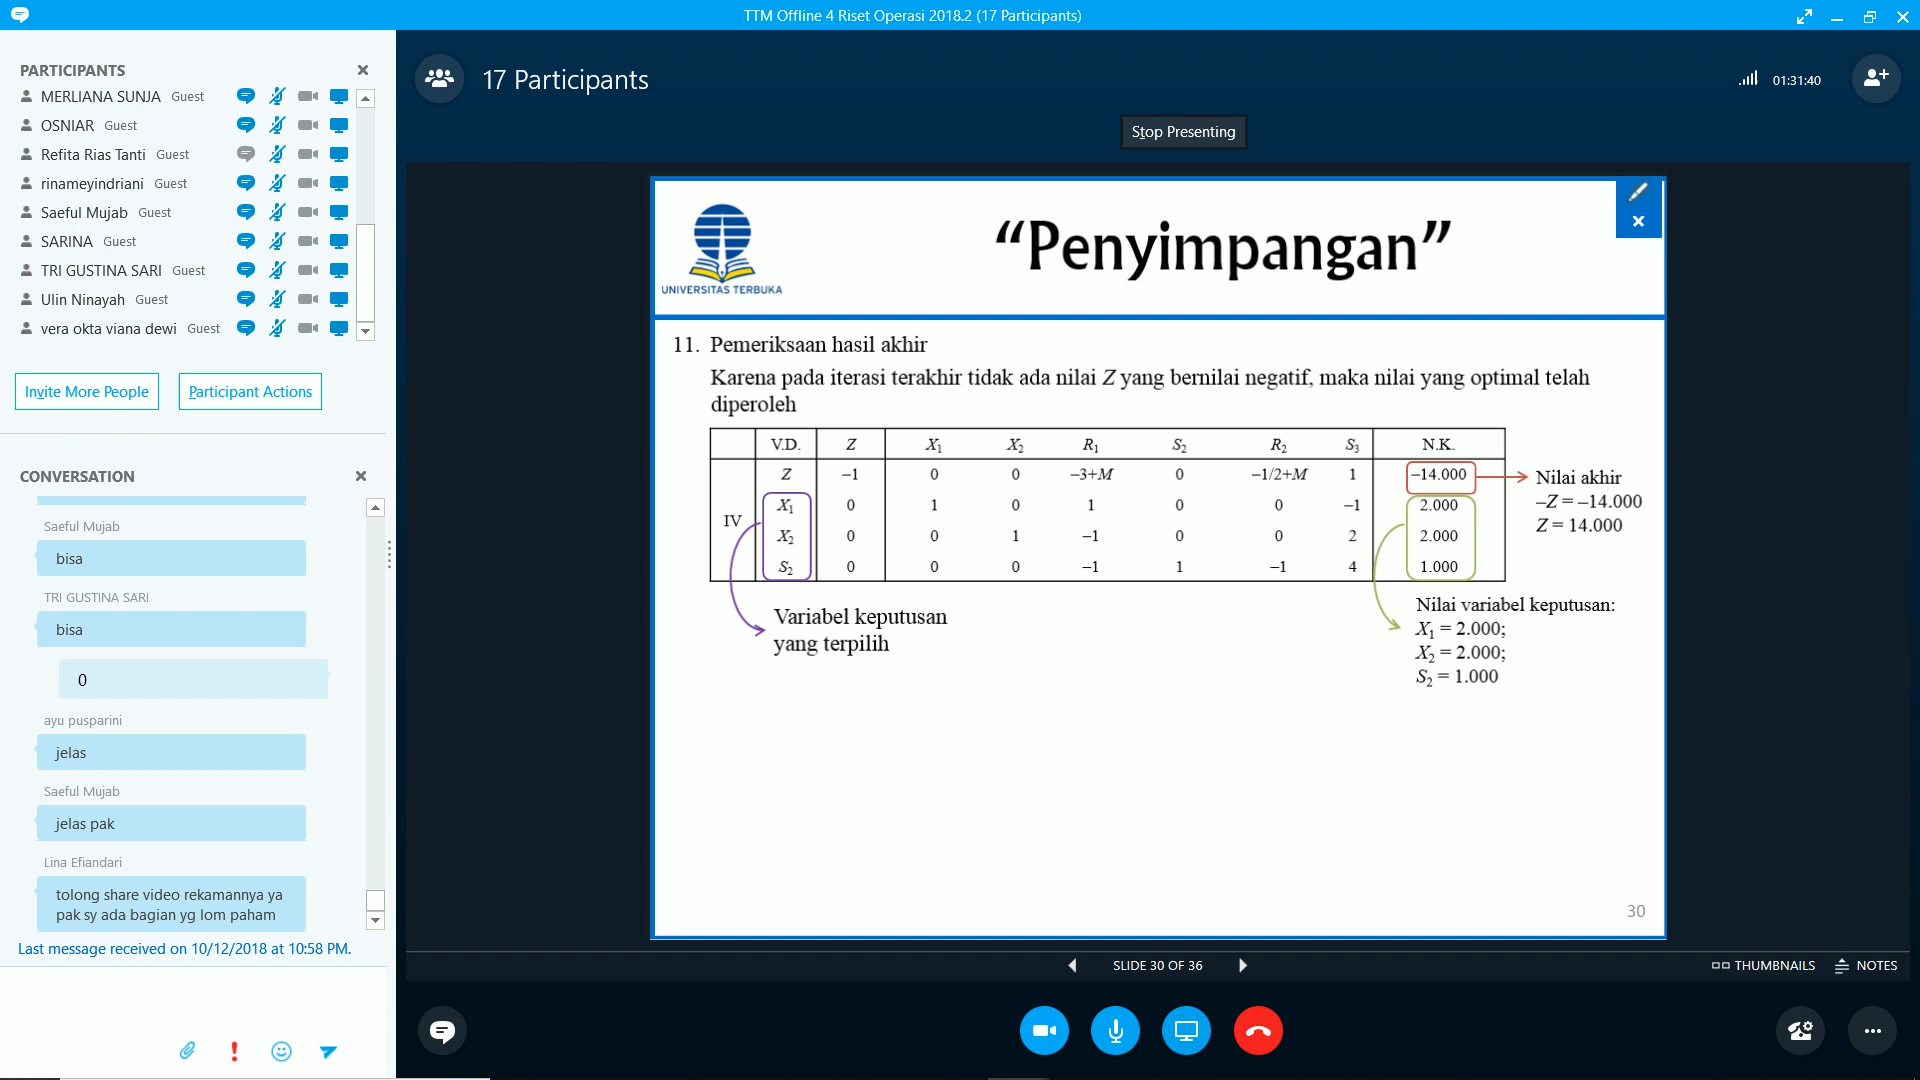 TTM Offline 4 Riset Operasi 2018.2 (17 Participants)
PARTICIPANTS
MERLIANA SUNJA Guest
OSNIAR Guest
Refita Rias Tanti Guest
rinameyindriani Guest
Saeful Mujab Guest
SARINA Guest
TRI GUSTINA SARI Guest
Ulin Ninayah Guest
vera okta viana dewi Guest
Invite More People
Participant Actions
CONVERSATION
Saeful Mujab
bisa
TRI GUSTINA SARI
bisa
0
ayu pusparini
jelas
Saeful Mujab
jelas pak
Lina Efiandari
tolong share video rekamannya ya
pak sy ada bagian yg lom paham
Last message received on 10/12/2018 at 10:58 PM.
17 Participants
01:31:40
Stop Presenting
UNIVERSITAS TERBUKA
“Penyimpangan”
11. Pemeriksaan hasil akhir
Karena pada iterasi terakhir tidak ada nilai Z yang bernilai negatif, maka nilai yang optimal telah
diperoleh
V.D. Z X₁ X₂ R₁ S₂ R₂ S₃ N.K.
Z –1 0 0 –3+M 0 –1/2+M 1 –14.000
X₁ 0 1 0 1 0 0 –1 2.000
IV
X₂ 0 0 1 –1 0 0 2 2.000
S₂ 0 0 0 –1 1 –1 4 1.000
Nilai akhir
–Z = –14.000
Z = 14.000
Variabel keputusan
yang terpilih
Nilai variabel keputusan:
X₁ = 2.000;
X₂ = 2.000;
S₂ = 1.000
30
SLIDE 30 OF 36
THUMBNAILS
NOTES